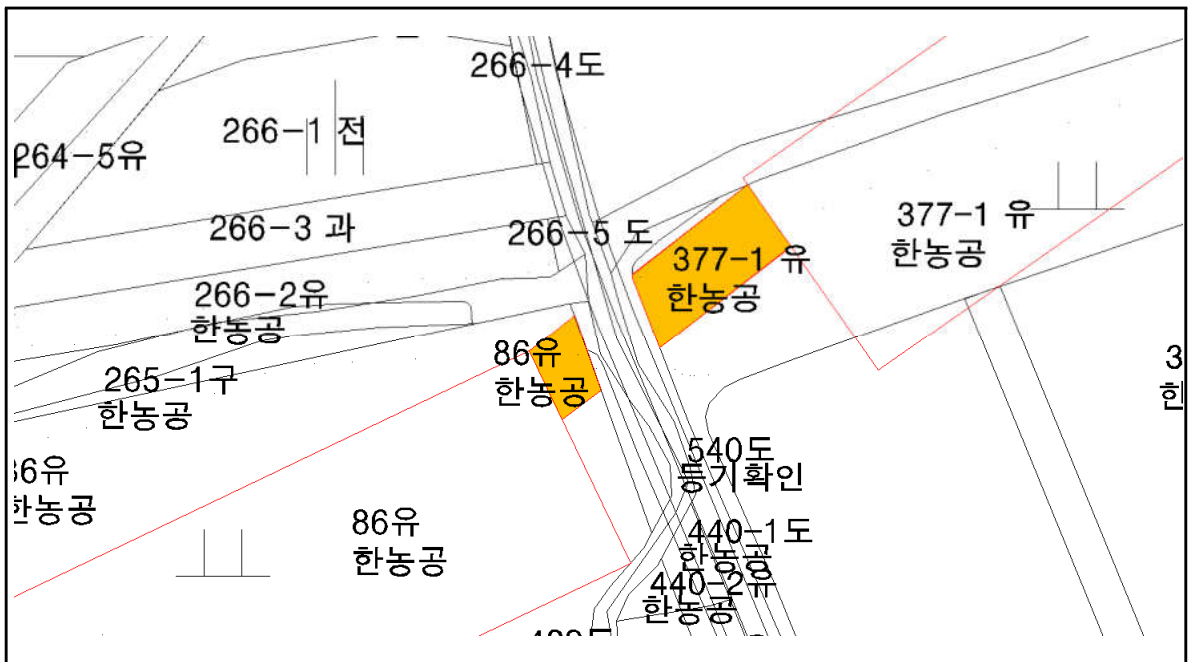 266-4도
266-1 전
264-5유
266-3 과
266-5 도
377-1 유
한농공
377-1 유
한농공
266-2유
한농공
86유
한농공
265-1구
한농공
540도
등기확인
86유
한농공
86유
한농공
440-1도
한농공
440-2유
한농공